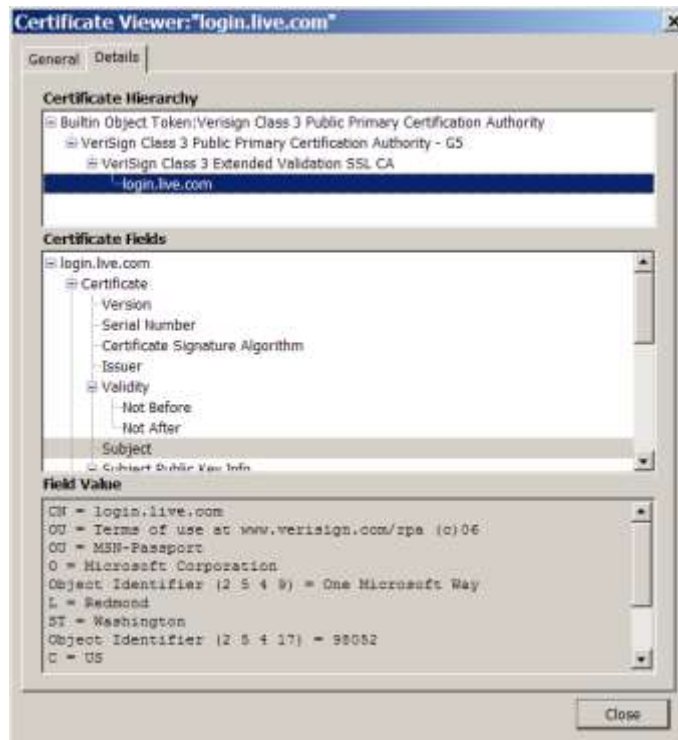 Certificate Viewer:"login.live.com"
General Details
Certificate Hierarchy
Builtin Object Token:Verisign Class 3 Public Primary Certification Authority
VeriSign Class 3 Public Primary Certification Authority - G5
VeriSign Class 3 Extended Validation SSL CA
login.live.com
Certificate Fields
login.live.com
Certificate
Version
Serial Number
Certificate Signature Algorithm
Issuer
Validity
Not Before
Not After
Subject
Subject Public Key Info
Field Value
CN = login.live.com
OU = Terms of use at www.verisign.com/rpa (c)06
OU = MSN-Passport
O = Microsoft Corporation
Object Identifier (2 5 4 9) = One Microsoft Way
L = Redmond
ST = Washington
Object Identifier (2 5 4 17) = 98052
C = US
Close